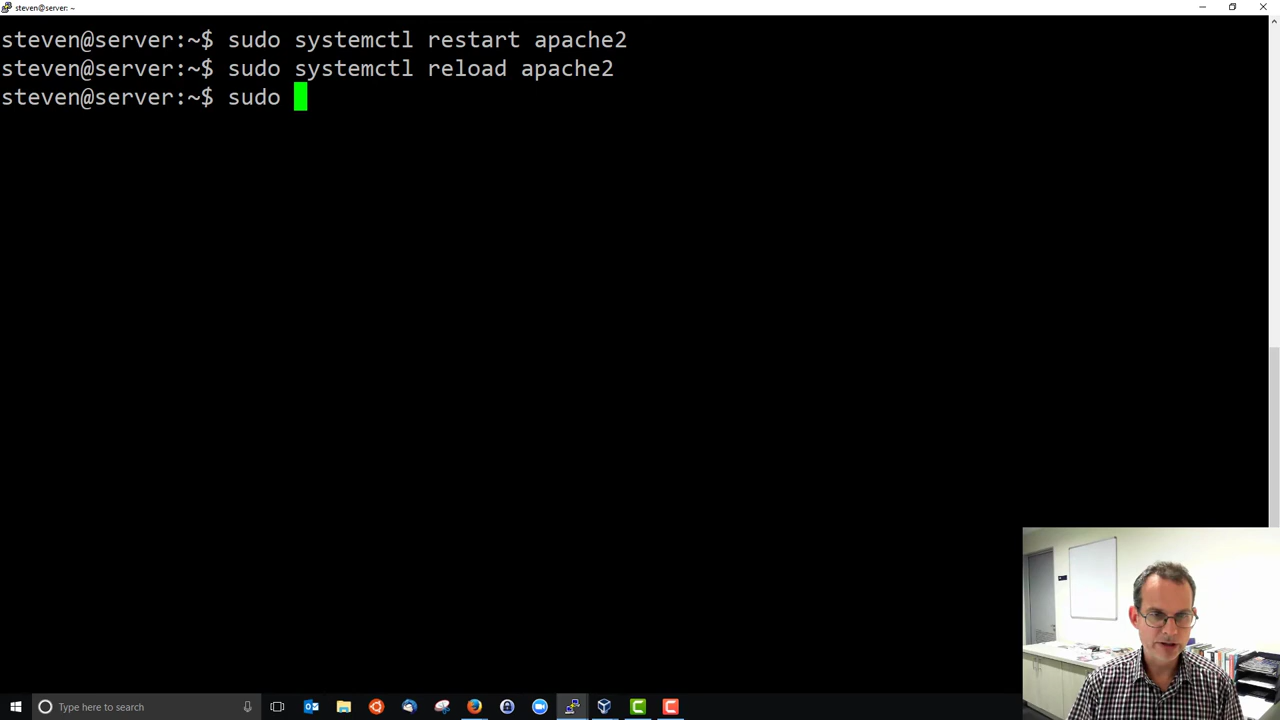 steven@server: ~
steven@server:~$ sudo systemctl restart apache2
steven@server:~$ sudo systemctl reload apache2
steven@server:~$ sudo
Type here to search